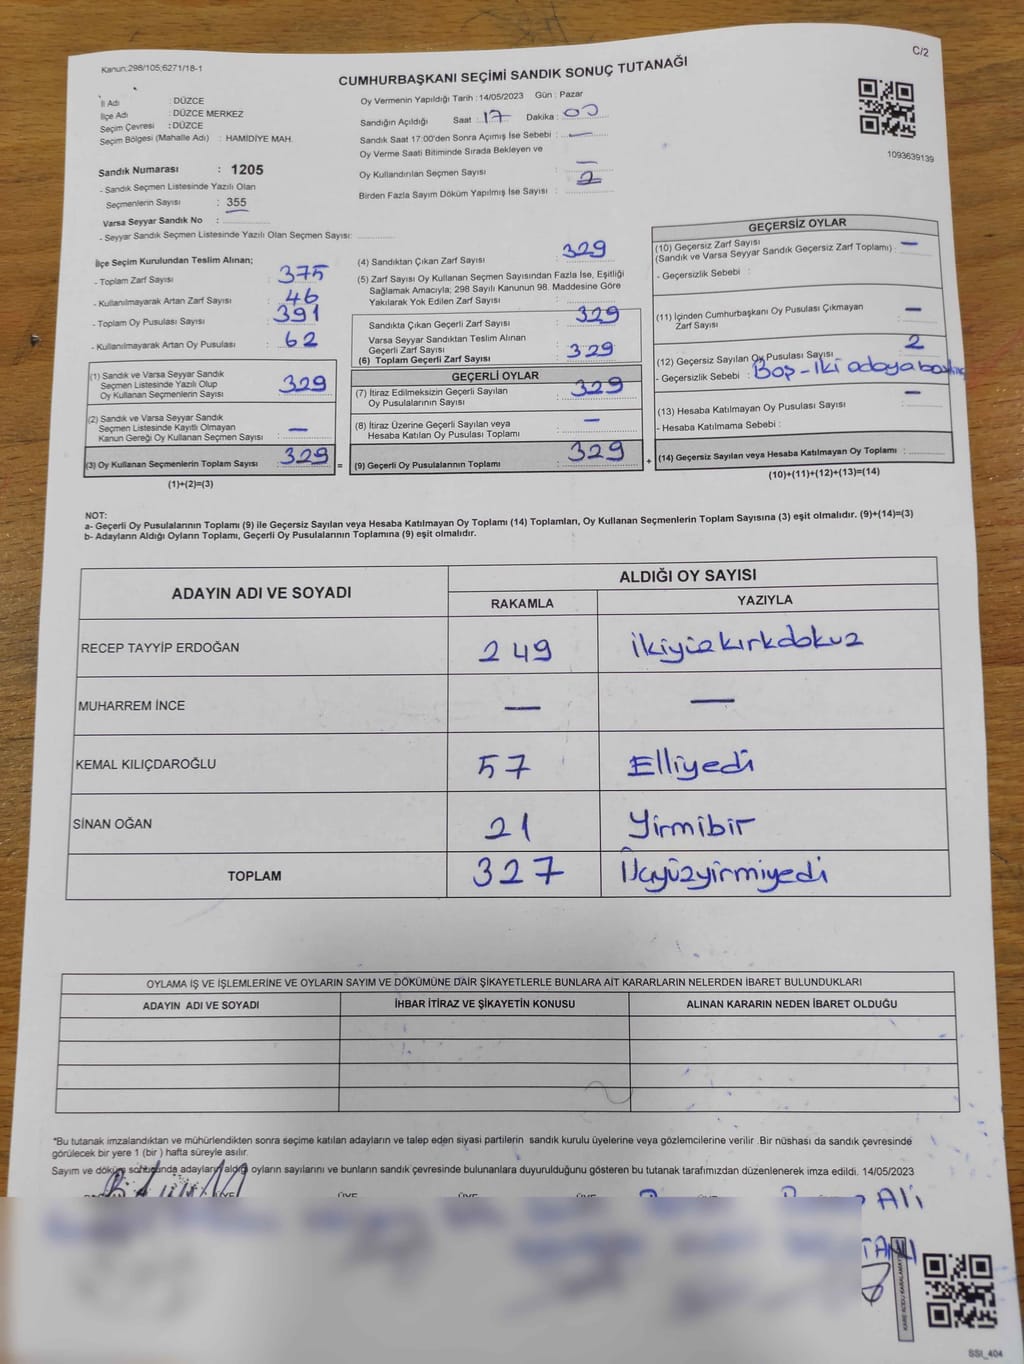 C/2
Kanun:298/105;6271/18-1
CUMHURBAŞKANI SEÇİMİ SANDIK SONUÇ TUTANAĞI
İl Adı : DÜZCE
İlçe Adı : DÜZCE MERKEZ
Seçim Çevresi : DÜZCE
Seçim Bölgesi (Mahalle Adı) : HAMİDİYE MAH.
Sandık Numarası : 1205
- Sandık Seçmen Listesinde Yazılı Olan
Seçmenlerin Sayısı : 355
Varsa Seyyar Sandık No :
- Seyyar Sandık Seçmen Listesinde Yazılı Olan Seçmen Sayısı:
Oy Vermenin Yapıldığı Tarih : 14/05/2023 Gün : Pazar
Sandığın Açıldığı Saat : 17 Dakika : 00
Sandık Saat 17:00'den Sonra Açımış İse Sebebi : —
Oy Verme Saati Bitiminde Sırada Bekleyen ve
Oy Kullandırılan Seçmen Sayısı : —
Birden Fazla Sayım Döküm Yapılmış İse Sayısı : 2
1093639139
İlçe Seçim Kurulundan Teslim Alınan;
- Toplam Zarf Sayısı : 375
- Kullanılmayarak Artan Zarf Sayısı : 46
- Toplam Oy Pusulası Sayısı : 391
- Kullanılmayarak Artan Oy Pusulası : 62
(1) Sandık ve Varsa Seyyar Sandık
Seçmen Listesinde Yazılı Olup
Oy Kullanan Seçmenlerin Sayısı : 329
(2) Sandık ve Varsa Seyyar Sandık
Seçmen Listesinde Kayıtlı Olmayan
Kanun Gereği Oy Kullanan Seçmen Sayısı : —
(3) Oy Kullanan Seçmenlerin Toplam Sayısı : 329 =
(1)+(2)=(3)
(4) Sandıktan Çıkan Zarf Sayısı : 329
(5) Zarf Sayısı Oy Kullanan Seçmen Sayısından Fazla İse, Eşitliği
Sağlamak Amacıyla; 298 Sayılı Kanunun 98. Maddesine Göre
Yakılarak Yok Edilen Zarf Sayısı :
Sandıkta Çıkan Geçerli Zarf Sayısı : 329
Varsa Seyyar Sandıktan Teslim Alınan
Geçerli Zarf Sayısı :
(6) Toplam Geçerli Zarf Sayısı : 329
GEÇERLİ OYLAR
(7) İtiraz Edilmeksizin Geçerli Sayılan
Oy Pusulalarının Sayısı : 329
(8) İtiraz Üzerine Geçerli Sayılan veya
Hesaba Katılan Oy Pusulası Toplamı : —
(9) Geçerli Oy Pusulalarının Toplamı : 329 +
GEÇERSİZ OYLAR
(10) Geçersiz Zarf Sayısı : —
(Sandık ve Varsa Seyyar Sandık Geçersiz Zarf Toplamı)
- Geçersizlik Sebebi :
(11) İçinden Cumhurbaşkanı Oy Pusulası Çıkmayan
Zarf Sayısı : —
(12) Geçersiz Sayılan Oy Pusulası Sayısı : 2
- Geçersizlik Sebebi : Boş - iki adaya
(13) Hesaba Katılmayan Oy Pusulası Sayısı : —
- Hesaba Katılmama Sebebi :
(14) Geçersiz Sayılan veya Hesaba Katılmayan Oy Toplamı :
(10)+(11)+(12)+(13)=(14)
NOT:
a- Geçerli Oy Pusulalarının Toplamı (9) ile Geçersiz Sayılan veya Hesaba Katılmayan Oy Toplamı (14) Toplamları, Oy Kullanan Seçmenlerin Toplam Sayısına (3) eşit olmalıdır. (9)+(14)=(3)
b- Adayların Aldığı Oyların Toplamı, Geçerli Oy Pusulalarının Toplamına (9) eşit olmalıdır.
ADAYIN ADI VE SOYADI ALDIĞI OY SAYISI
RAKAMLA YAZIYLA
RECEP TAYYİP ERDOĞAN 249 ikiyüzkırkdokuz
MUHARREM İNCE — —
KEMAL KILIÇDAROĞLU 57 Elliyedi
SİNAN OĞAN 21 Yirmibir
TOPLAM 327 Üçyüzyirmiyedi
OYLAMA İŞ VE İŞLEMLERİNE VE OYLARIN SAYIM VE DÖKÜMÜNE DAİR ŞİKAYETLERLE BUNLARA AİT KARARLARIN NELERDEN İBARET BULUNDUKLARI
ADAYIN ADI VE SOYADI İHBAR İTİRAZ VE ŞİKAYETİN KONUSU ALINAN KARARIN NEDEN İBARET OLDUĞU
*Bu tutanak imzalandıktan ve mühürlendikten sonra seçime katılan adayların ve talep eden siyasi partilerin sandık kurulu üyelerine veya gözlemcilerine verilir .Bir nüshası da sandık çevresinde
görülecek bir yere 1 (bir ) hafta süreyle asılır.
Sayım ve döküm sonucunda adayların aldığı oyların sayılarını ve bunların sandık çevresinde bulunanlara duyurulduğunu gösteren bu tutanak tarafımızdan düzenlenerek imza edildi. 14/05/2023
ÜYE ÜYE ÜYE
Ali
SSI_404